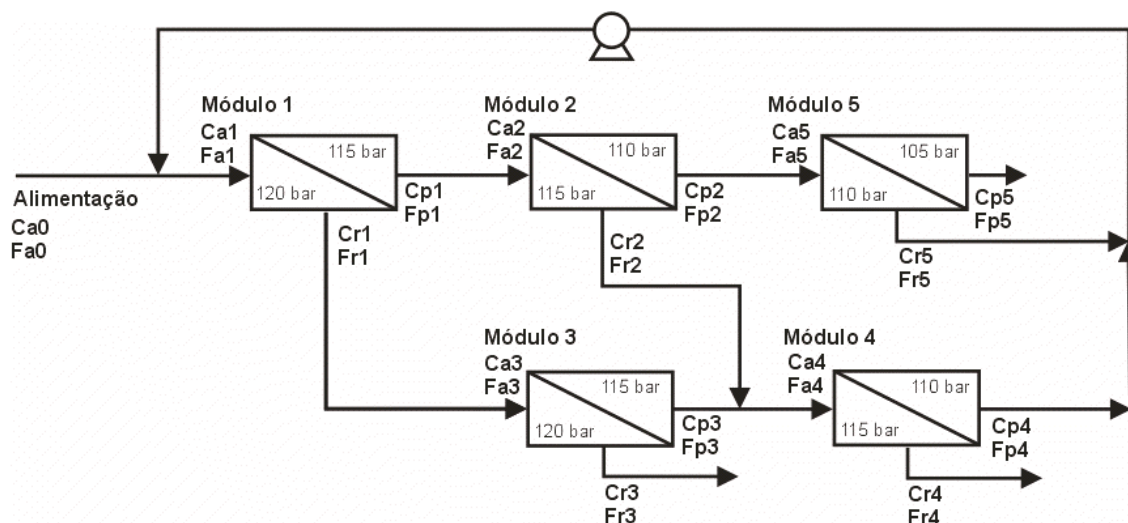 Módulo 1
Módulo 2
Módulo 5
Ca1
Fa1
115 bar
120 bar
Ca2
Fa2
110 bar
115 bar
Ca5
Fa5
105 bar
110 bar
Alimentação
Ca0
Fa0
Cp1
Fp1
Cp2
Fp2
Cp5
Fp5
Cr1
Fr1
Cr2
Fr2
Cr5
Fr5
Módulo 3
Módulo 4
Ca3
Fa3
115 bar
120 bar
Ca4
Fa4
110 bar
115 bar
Cp3
Fp3
Cp4
Fp4
Cr3
Fr3
Cr4
Fr4